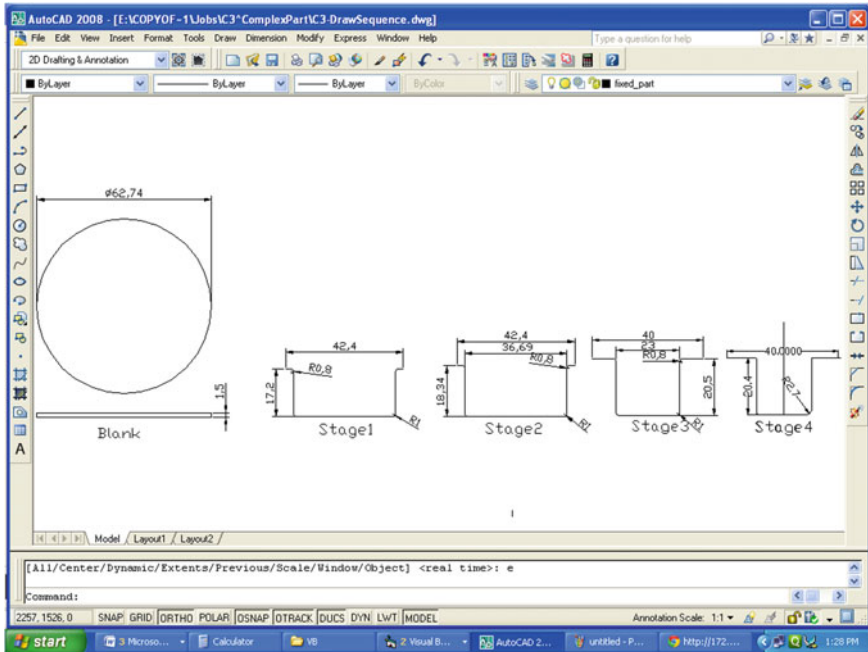 AutoCAD 2008 - [E:\COPYOF~1\Jobs\C3^ComplexPart\C3-DrawSequence.dwg]
File Edit View Insert Format Tools Draw Dimension Modify Express Window Help
Type a question for help
2D Drafting & Annotation
ByLayer ByLayer ByLayer ByColor fixed_part
ø62,74
42,4 42,4 40
36,69 23 40.0000
R0,8 R0,8 R0,8
17,2 18,34 20,5 20,4 R2,7
1,5
R1 R1 R1
Blank Stage1 Stage2 Stage3 Stage4
A
Model Layout1 Layout2
[All/Center/Dynamic/Extents/Previous/Scale/Window/Object] <real time>: e
Command:
2257, 1526, 0 SNAP GRID ORTHO POLAR OSNAP OTRACK DUCS DYN LWT MODEL Annotation Scale: 1:1
start 3 Microso... Calculator VB 2 Visual B... AutoCAD 2... untitled - P... http://172.... 1:28 PM